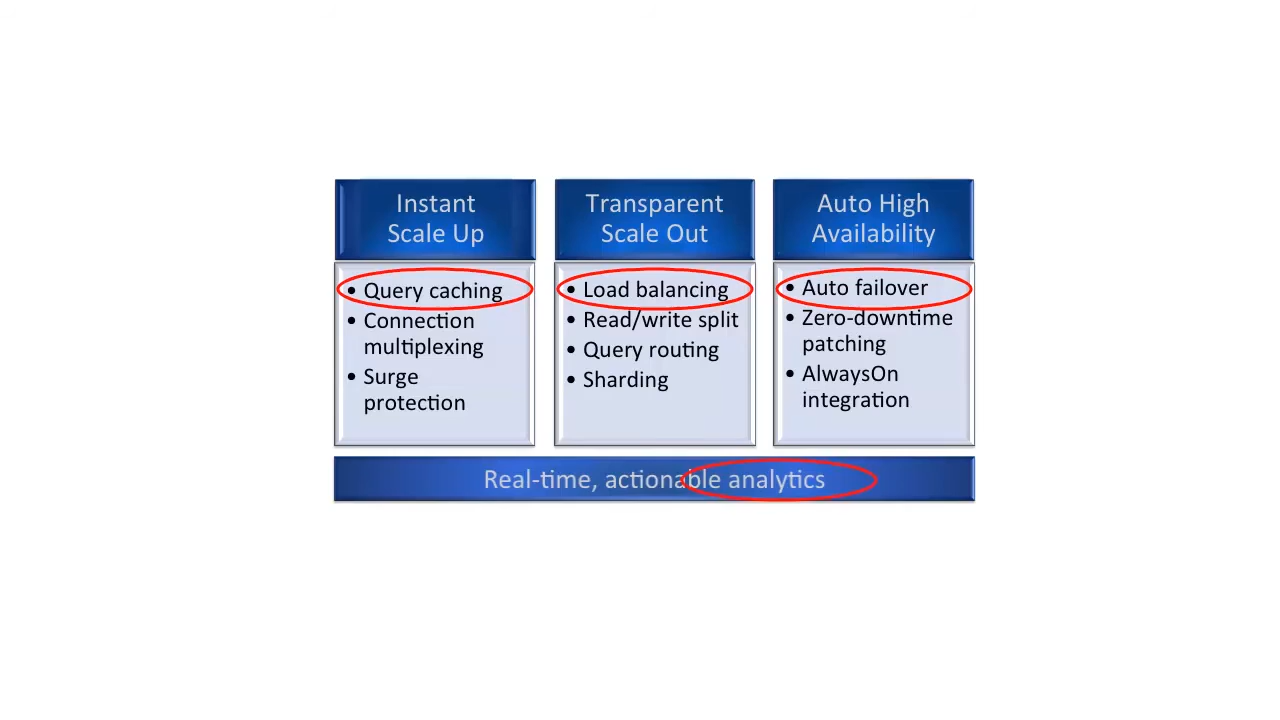 Instant
Scale Up
• Query caching
• Connection
multiplexing
• Surge
protection
Transparent
Scale Out
• Load balancing
• Read/write split
• Query routing
• Sharding
Auto High
Availability
• Auto failover
• Zero-downtime
patching
• AlwaysOn
integration
Real-time, actionable analytics